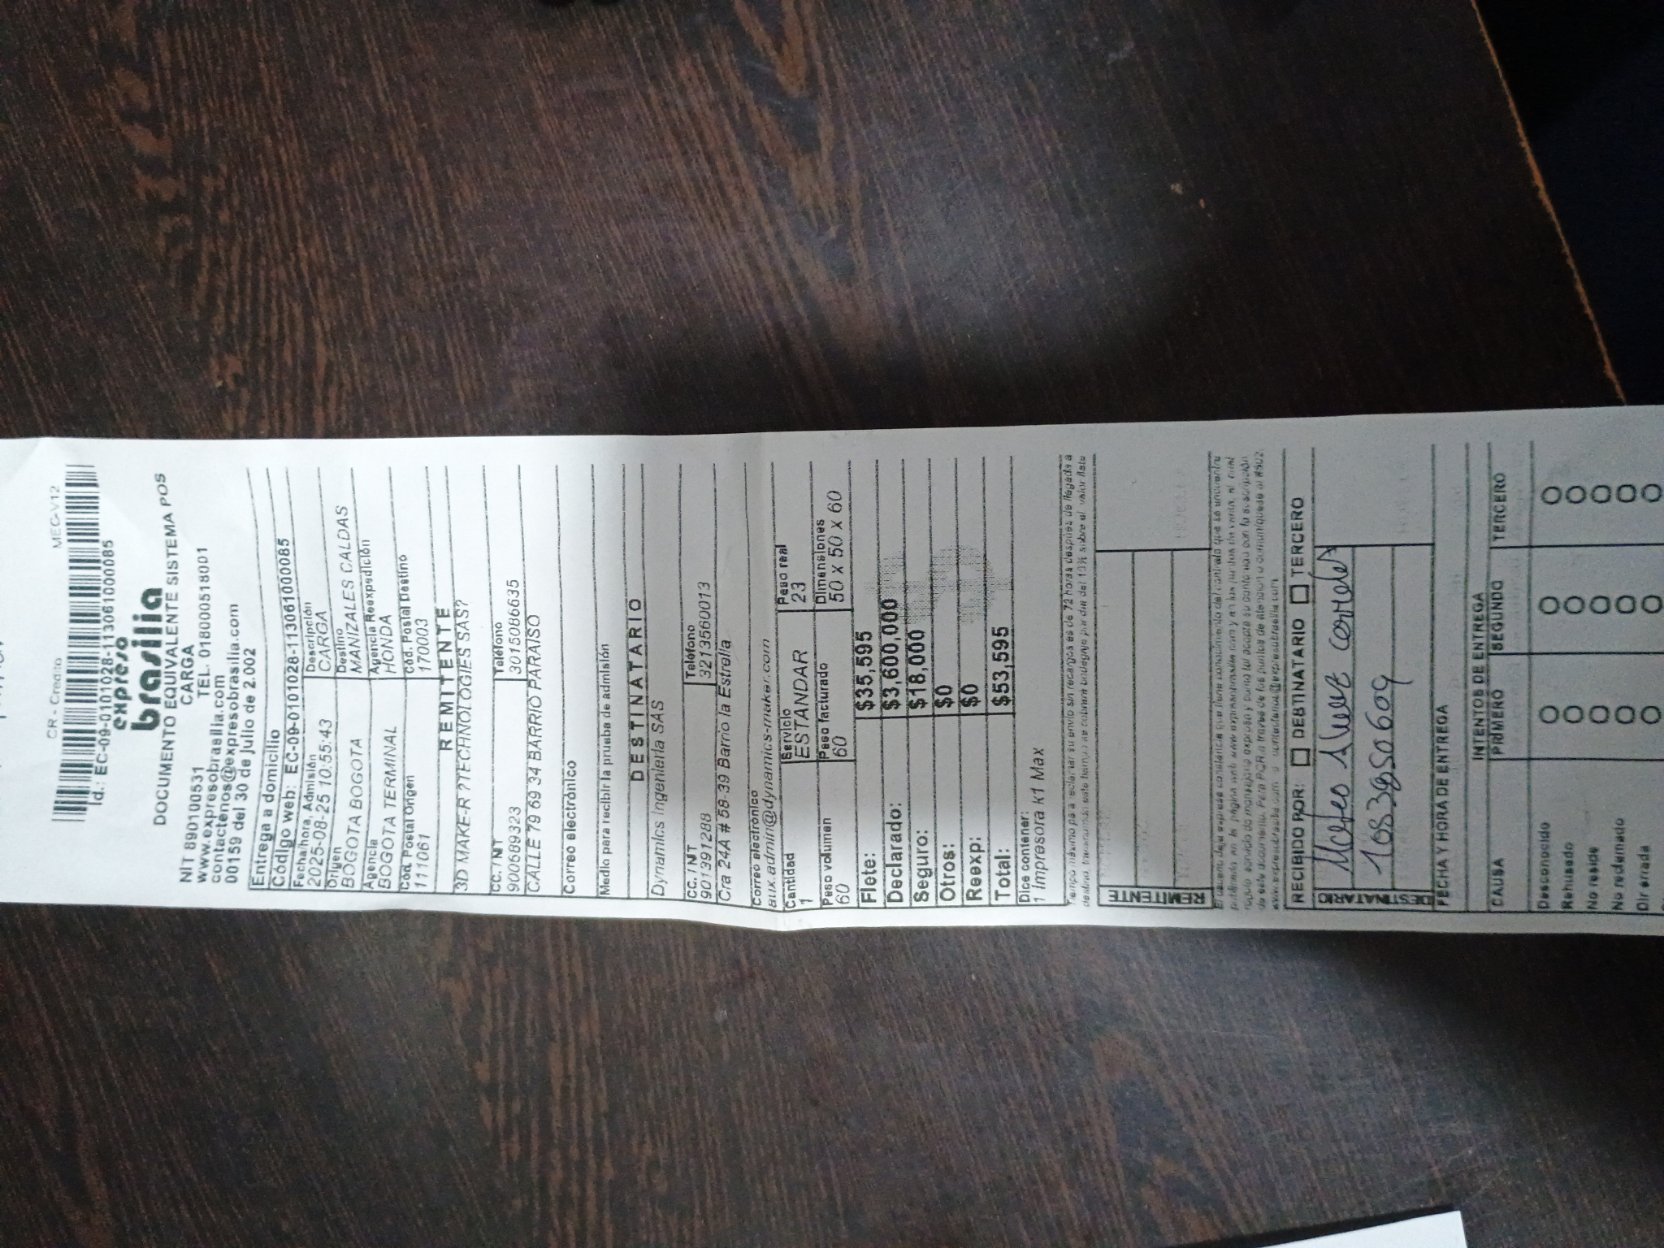 CR - Credito MEC-V12
Id.: EC-09-0101028-1130610000085
expreso
brasilia
DOCUMENTO EQUIVALENTE SISTEMA POS
CARGA
NIT 890100531 TEL. 018000518001
www.expresobrasilia.com
contactenos@expresobrasilia.com
00159 del 30 de Julio de 2.002
Entrega a domicilio
Código web: EC-09-0101028-1130610000085
Fecha/hora, Admisión Descripción
2025-08-25 10:55:43 CARGA
Origen Destino
BOGOTA BOGOTA MANIZALES CALDAS
Agencia Agencia Reexpedición
BOGOTA TERMINAL HONDA
Cód. Postal Origen Cód. Postal Destino
111061 170003
REMITENTE
3D MAKE-R ?TECHNOLOGIES SAS?
CC. / NIT Teléfono
900689323 3015086635
CALLE 79 69 34 BARRIO PARAISO
Correo electrónico
Medio para recibir la prueba de admisión
DESTINATARIO
Dynamics Ingeniería SAS
CC. / NIT Teléfono
901391288 3213560013
Cra 24A # 58-39 Barrio la Estrella
Correo electrónico
aux.admin@dynamics-maker.com
Cantidad Servicio Peso real
1 ESTANDAR 23
Peso volumen Peso facturado Dimensiones
60 60 50 x 50 x 60
Flete: $35,595
Declarado: $3,600,000
Seguro: $18,000
Otros: $0
Reexp: $0
Total: $53,595
Dice contener:
1 Impresora k1 Max
REMITENTE
RECIBIDO POR: DESTINATARIO TERCERO
DESTINATARIO
FECHA Y HORA DE ENTREGA
INTENTOS DE ENTREGA
CAUSA PRIMERO SEGUNDO TERCERO
Desconocido
Rehusado
No reside
No redamado
Dir errada